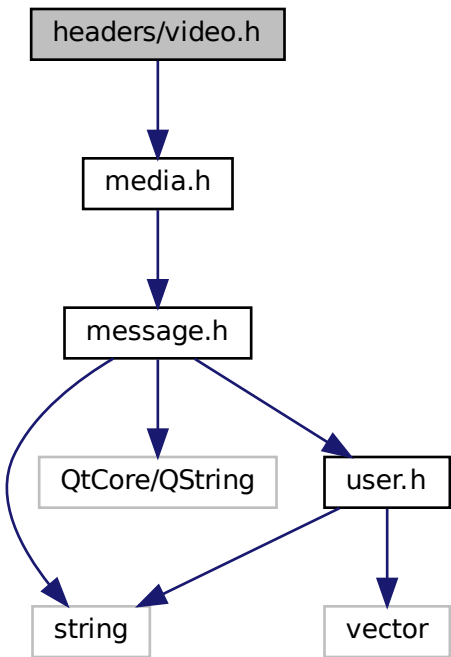 headers/video.h
media.h
message.h
QtCore/QString
user.h
string
vector